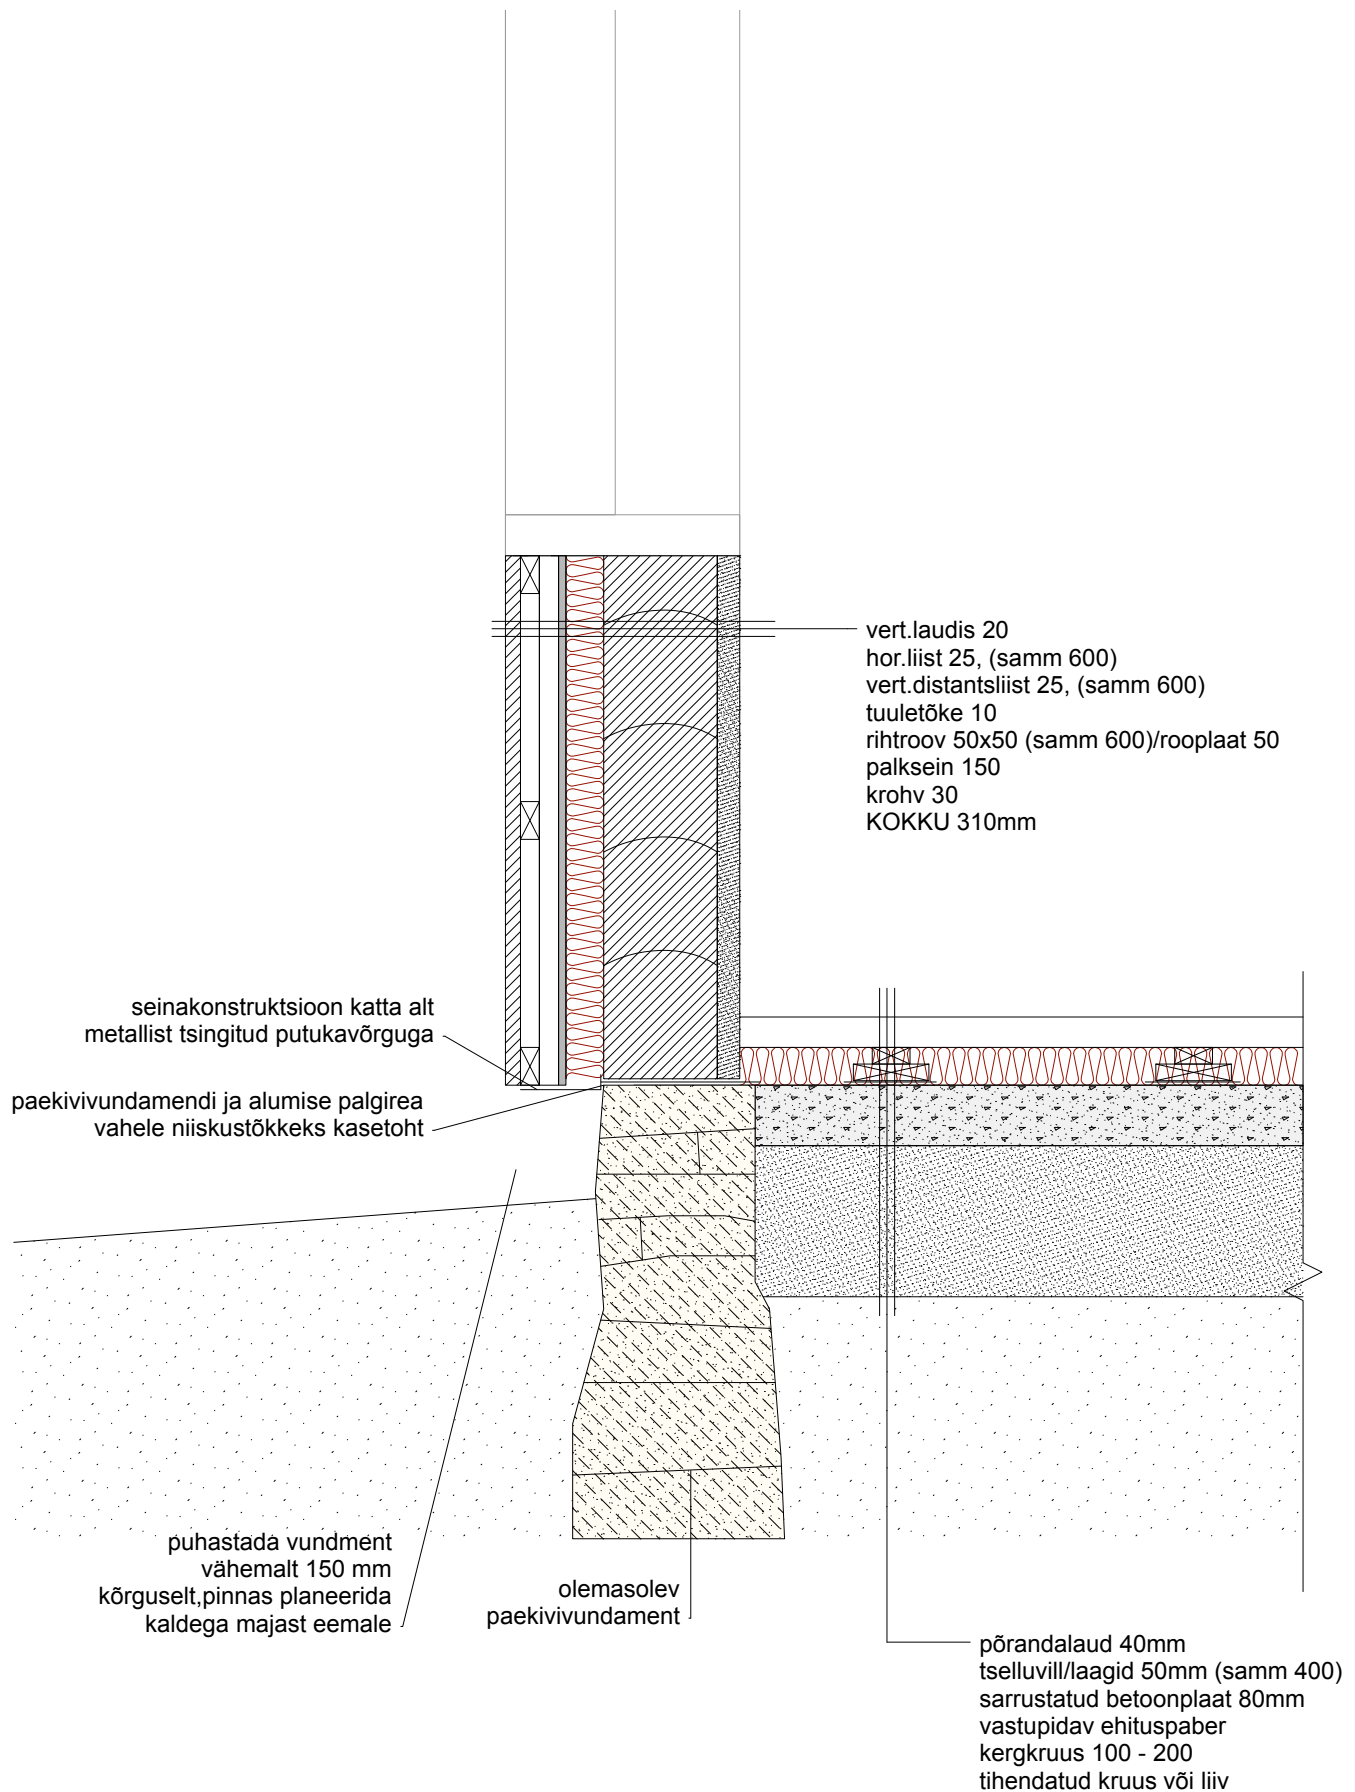 vert.laudis 20
hor.liist 25, (samm 600)
vert.distantsliist 25, (samm 600)
tuuletõke 10
rihtroov 50x50 (samm 600)/rooplaat 50
palksein 150
krohv 30
KOKKU 310mm
seinakonstruktsioon katta alt
metallist tsingitud putukavõrguga
paekivivundamendi ja alumise palgirea
vahele niiskustõkkeks kasetoht
puhastada vundment
vähemalt 150 mm
kõrguselt,pinnas planeerida
kaldega majast eemale
olemasolev
paekivivundament
põrandalaud 40mm
tselluvill/laagid 50mm (samm 400)
sarrustatud betoonplaat 80mm
vastupidav ehituspaber
kergkruus 100 - 200
tihendatud kruus või liiv